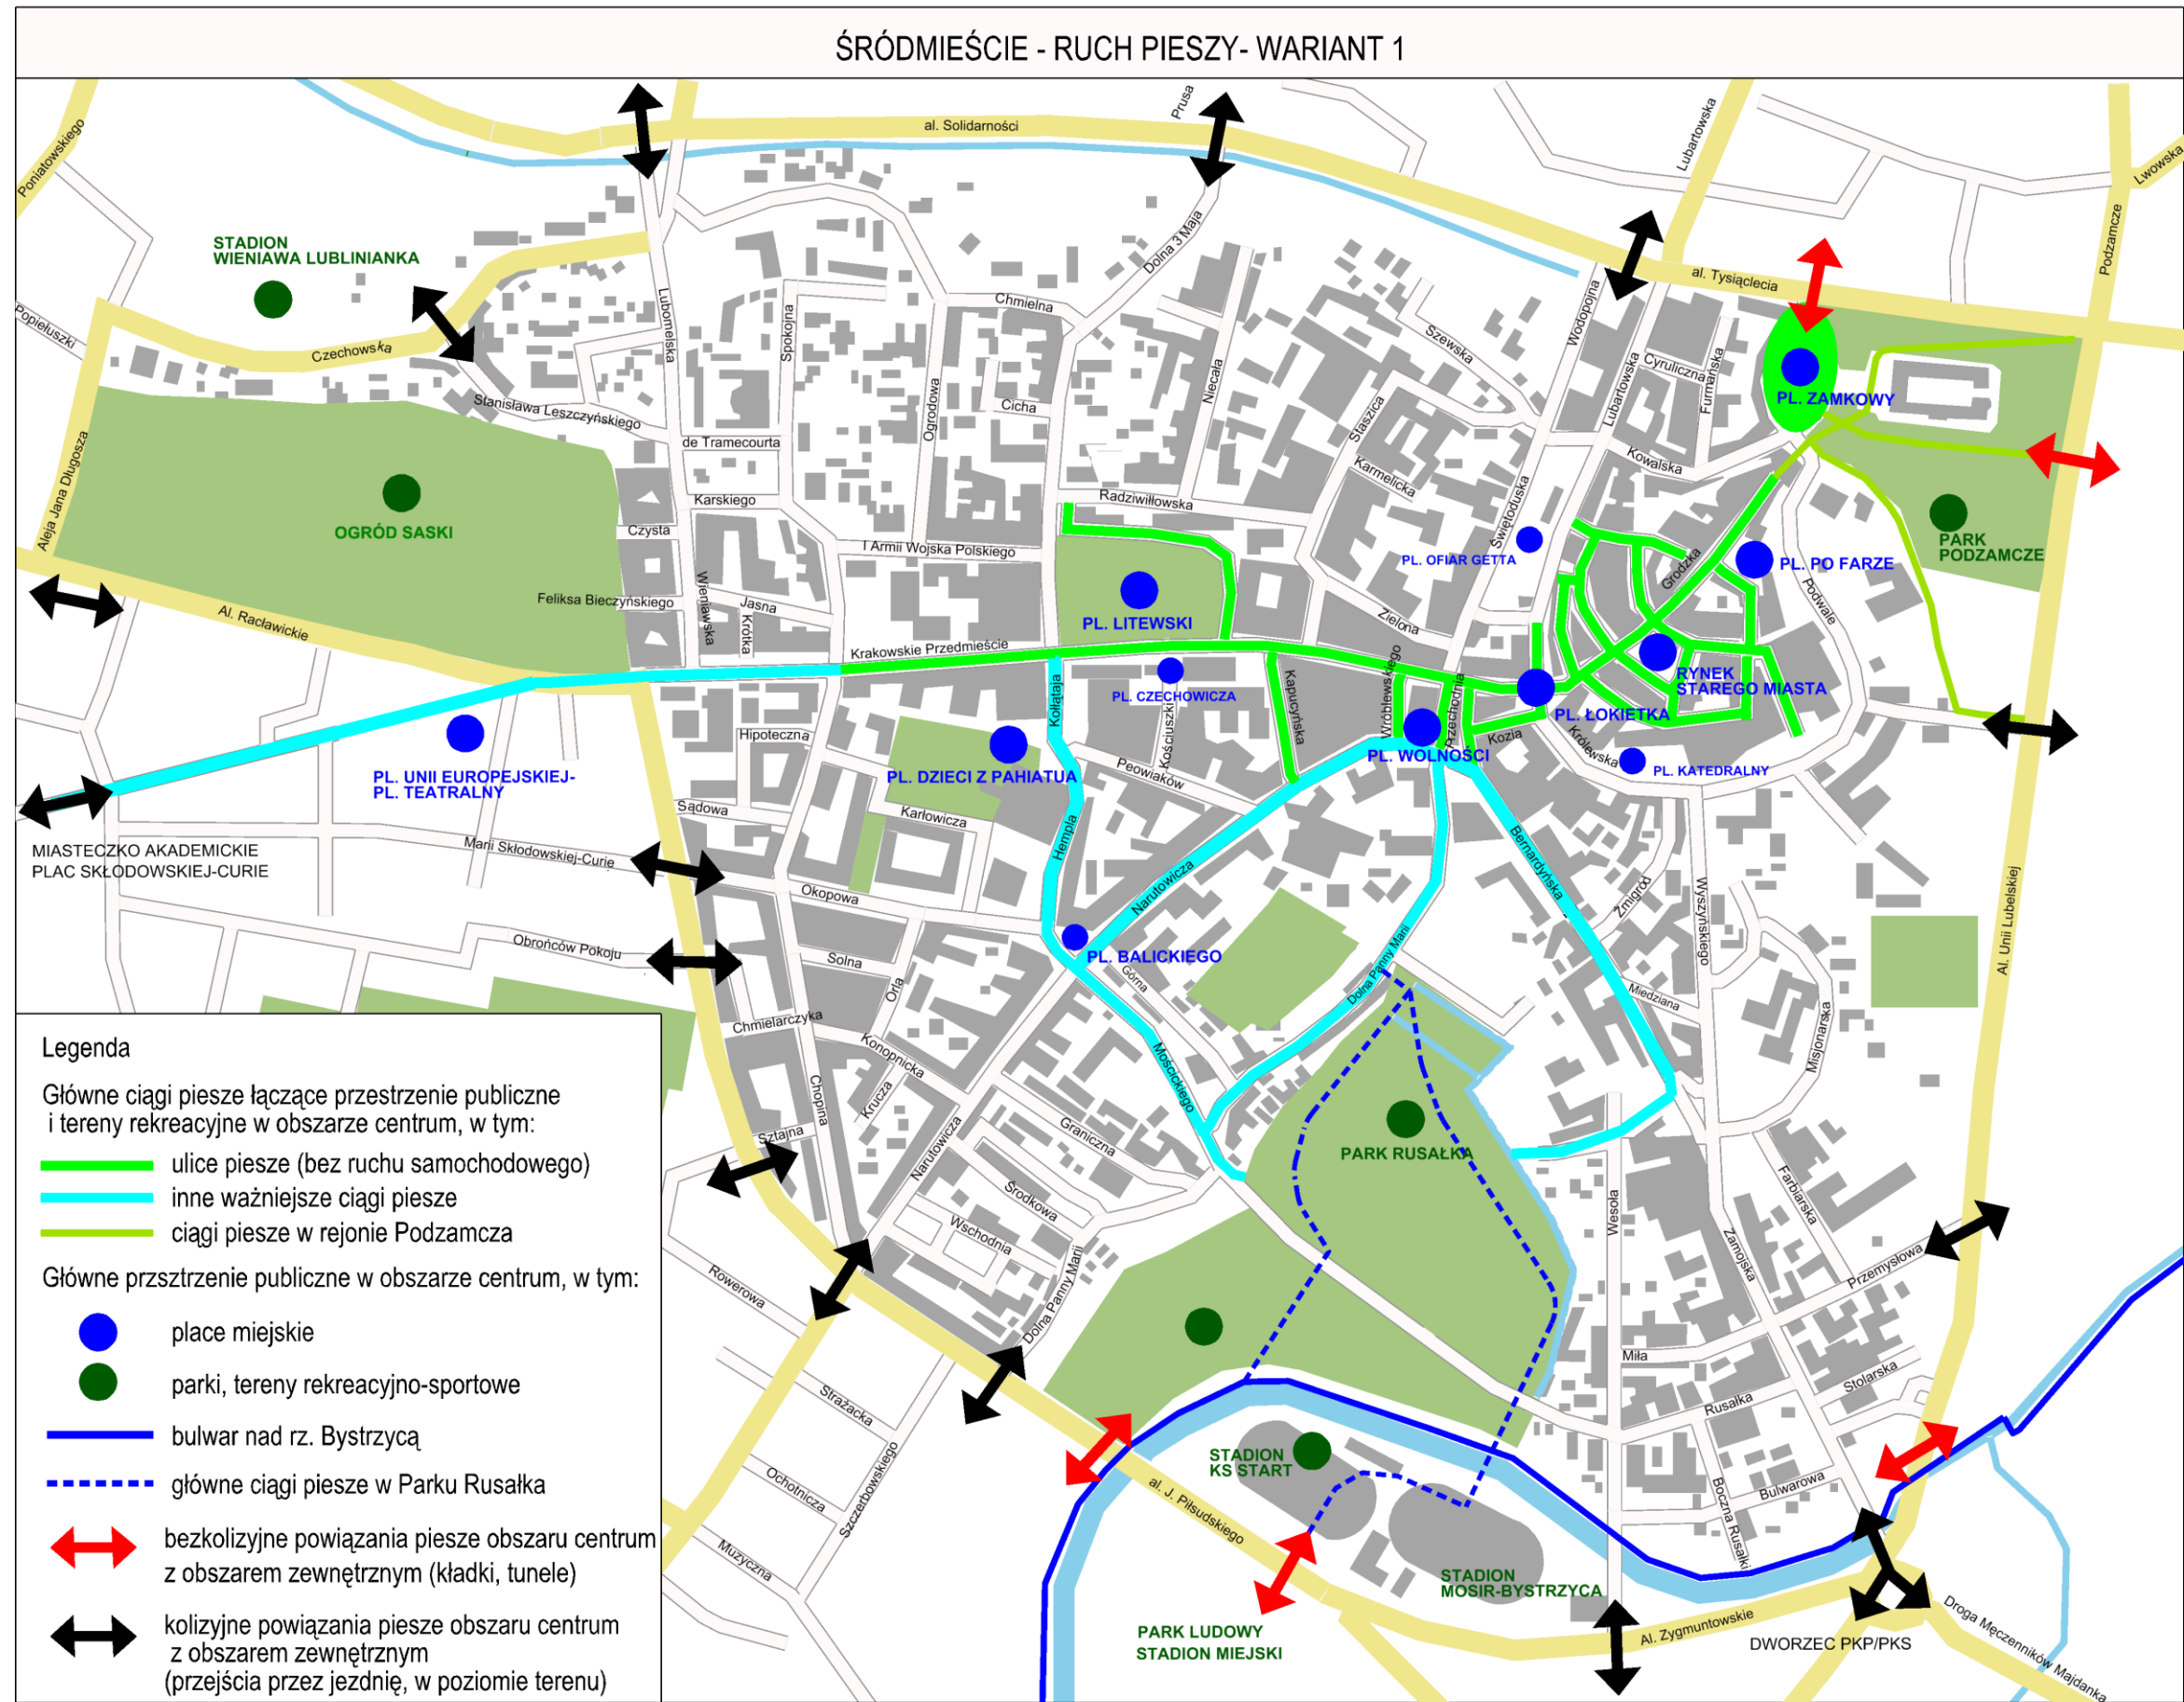 ŚRÓDMIEŚCIE - RUCH PIESZY- WARIANT 1
Poniatowskiego
al. Solidarności
Prusa
Lubartowska
Lwowska
Podzamcze
STADION
WIENIAWA LUBLINIANKA
Popiełuszki
Czechowska
Lubomelska
Spokojna
Chmielna
Dolna 3 Maja
Niecała
Szewska
Wodopojna
al. Tysiąclecia
Lubartowska
Cyruliczna
Furmańska
PL. ZAMKOWY
Stanisława Leszczyńskiego
de Tramecourta
Ogrodowa
Cicha
Staszica
Karmelicka
Kowalska
Aleja Jana Długosza
OGRÓD SASKI
Karskiego
Czysta
Radziwiłłowska
I Armii Wojska Polskiego
Świętoduska
PL. OFIAR GETTA
Grodzka
PL. PO FARZE
PARK
PODZAMCZE
Podwale
Al. Racławickie
Feliksa Bieczyńskiego
Wieniawska
Jasna
Krótka
Krakowskie Przedmieście
PL. LITEWSKI
Zielona
RYNEK
STAREGO MIASTA
PL. CZECHOWICZA
Kołłątaja
Kościuszki
Kapucyńska
Wróblewskiego
Przechodnia
PL. ŁOKIETKA
Kozia
Królewska
PL. WOLNOŚCI
PL. KATEDRALNY
PL. UNII EUROPEJSKIEJ-
PL. TEATRALNY
Hipoteczna
PL. DZIECI Z PAHIATUA
Peowiaków
Sądowa
Karłowicza
Hempla
Narutowicza
Bernardyńska
Żmigród
Wyszyńskiego
Al. Unii Lubelskiej
MIASTECZKO AKADEMICKIE
PLAC SKŁODOWSKIEJ-CURIE
Marii Skłodowskiej-Curie
Okopowa
Obrońców Pokoju
Solna
Orla
PL. BALICKIEGO
Górna
Dolna Panny Marii
Miedziana
Misjonarska
Chmielarczyka
Konopnicka
Krucza
Chopina
Sztajna
Mościckiego
Graniczna
Narutowicza
Środkowa
Wschodnia
Dolna Panny Marii
PARK RUSAŁKA
Wesoła
Zamojska
Farbiarska
Przemysłowa
Rowerowa
Strażacka
Ochotnicza
Szczerbowskiego
Muzyczna
Miła
Rusałka
Stolarska
Bulwarowa
Boczna Rusałki
STADION
KS START
al. J. Piłsudskiego
STADION
MOSIR-BYSTRZYCA
PARK LUDOWY
STADION MIEJSKI
Al. Zygmuntowskie
DWORZEC PKP/PKS
Droga Męczenników Majdanka
Legenda
Główne ciągi piesze łączące przestrzenie publiczne
i tereny rekreacyjne w obszarze centrum, w tym:
ulice piesze (bez ruchu samochodowego)
inne ważniejsze ciągi piesze
ciągi piesze w rejonie Podzamcza
Główne przsztrzenie publiczne w obszarze centrum, w tym:
place miejskie
parki, tereny rekreacyjno-sportowe
bulwar nad rz. Bystrzycą
główne ciągi piesze w Parku Rusałka
bezkolizyjne powiązania piesze obszaru centrum
z obszarem zewnętrznym (kładki, tunele)
kolizyjne powiązania piesze obszaru centrum
z obszarem zewnętrznym
(przejścia przez jezdnię, w poziomie terenu)